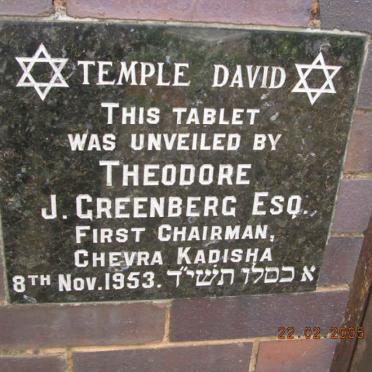 TEMPLE DAVID
THIS TABLET
WAS UNVEILED BY
THEODORE
J. GREENBERG ESQ.
FIRST CHAIRMAN,
CHEVRA KADISHA
8TH NOV. 1953. א כסלו תשי״ד
22.02.2005